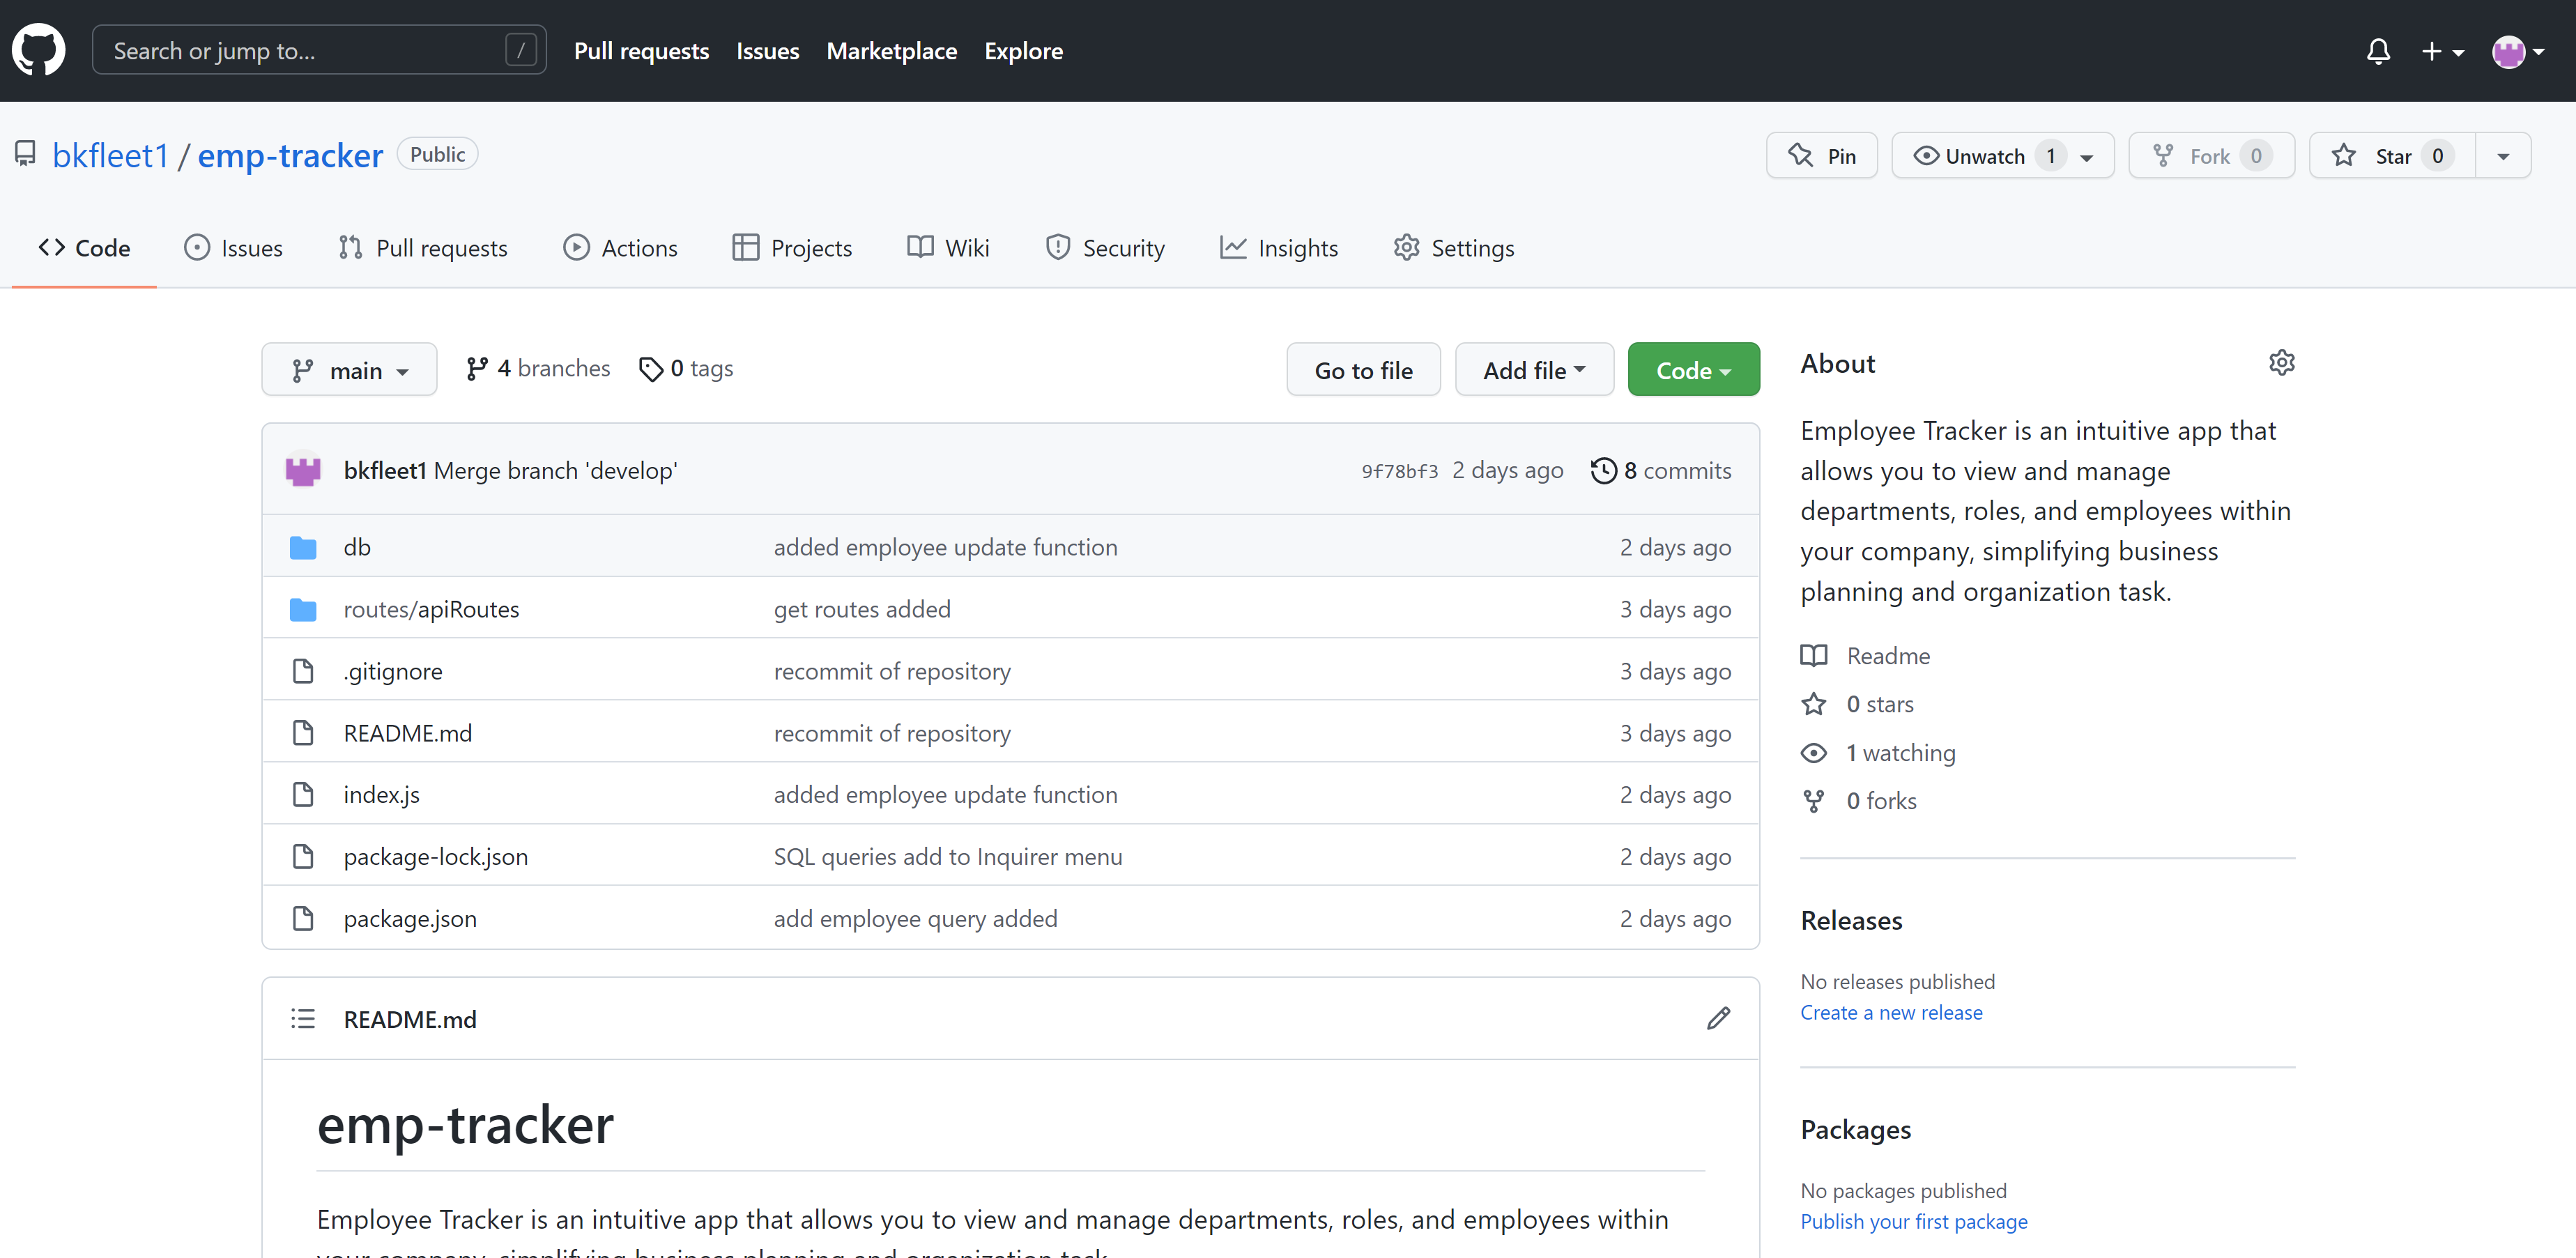 Search or jump to... /
Pull requests Issues Marketplace Explore
bkfleet1 / emp-tracker Public
Pin Unwatch 1 Fork 0 Star 0
Code Issues Pull requests Actions Projects Wiki Security Insights Settings
main 4 branches 0 tags Go to file Add file Code
bkfleet1 Merge branch 'develop' 9f78bf3 2 days ago 8 commits
db added employee update function 2 days ago
routes/apiRoutes get routes added 3 days ago
.gitignore recommit of repository 3 days ago
README.md recommit of repository 3 days ago
index.js added employee update function 2 days ago
package-lock.json SQL queries add to Inquirer menu 2 days ago
package.json add employee query added 2 days ago
README.md
emp-tracker
Employee Tracker is an intuitive app that allows you to view and manage departments, roles, and employees within
your company, simplifying business planning and organization task.
About
Employee Tracker is an intuitive app that
allows you to view and manage
departments, roles, and employees within
your company, simplifying business
planning and organization task.
Readme
0 stars
1 watching
0 forks
Releases
No releases published
Create a new release
Packages
No packages published
Publish your first package